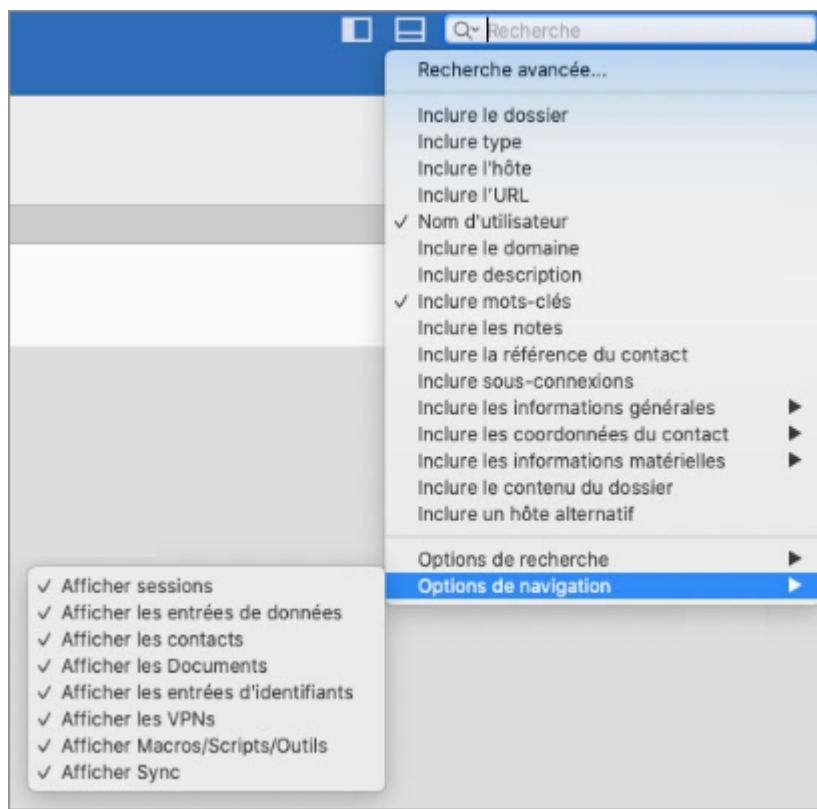 Recherche
Recherche avancée...
Inclure le dossier
Inclure type
Inclure l'hôte
Inclure l'URL
✓ Nom d'utilisateur
Inclure le domaine
Inclure description
✓ Inclure mots-clés
Inclure les notes
Inclure la référence du contact
Inclure sous-connexions
Inclure les informations générales ▶
Inclure les coordonnées du contact ▶
Inclure les informations matérielles ▶
Inclure le contenu du dossier
Inclure un hôte alternatif
Options de recherche ▶
Options de navigation ▶
✓ Afficher sessions
✓ Afficher les entrées de données
✓ Afficher les contacts
✓ Afficher les Documents
✓ Afficher les entrées d'identifiants
✓ Afficher les VPNs
✓ Afficher Macros/Scripts/Outils
✓ Afficher Sync